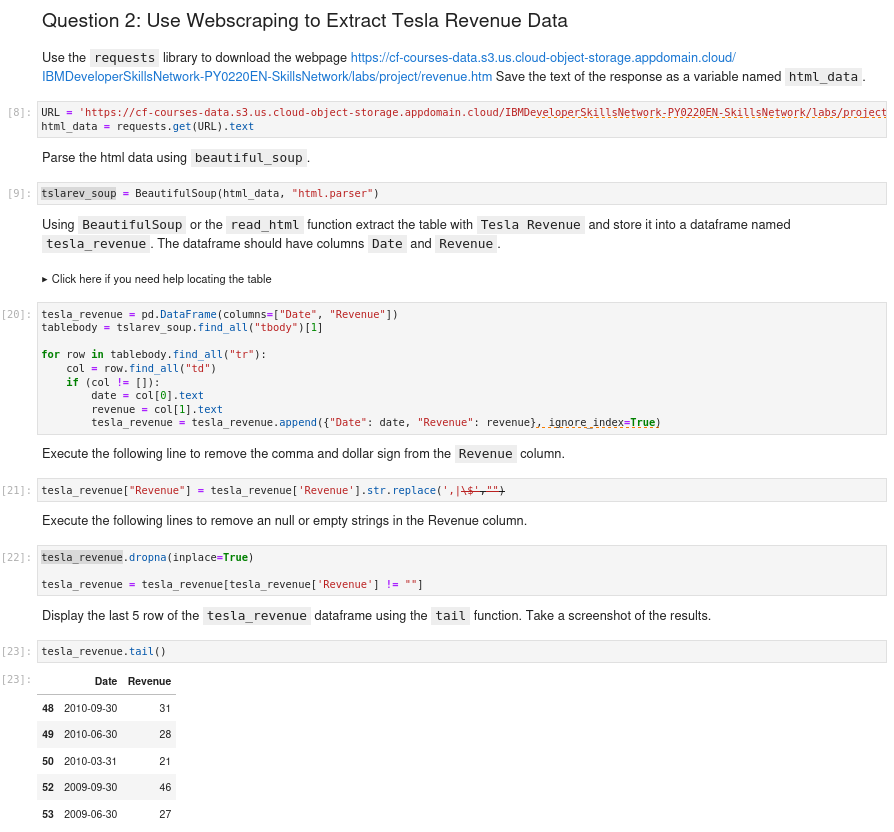 Question 2: Use Webscraping to Extract Tesla Revenue Data
Use the requests library to download the webpage https://cf-courses-data.s3.us.cloud-object-storage.appdomain.cloud/
IBMDeveloperSkillsNetwork-PY0220EN-SkillsNetwork/labs/project/revenue.htm Save the text of the response as a variable named html_data.
[8]: URL = 'https://cf-courses-data.s3.us.cloud-object-storage.appdomain.cloud/IBMDeveloperSkillsNetwork-PY0220EN-SkillsNetwork/labs/project
html_data = requests.get(URL).text
Parse the html data using beautiful_soup.
[9]: tslarev_soup = BeautifulSoup(html_data, "html.parser")
Using BeautifulSoup or the read_html function extract the table with Tesla Revenue and store it into a dataframe named
tesla_revenue. The dataframe should have columns Date and Revenue.
▸ Click here if you need help locating the table
[20]: tesla_revenue = pd.DataFrame(columns=["Date", "Revenue"])
tablebody = tslarev_soup.find_all("tbody")[1]
for row in tablebody.find_all("tr"):
    col = row.find_all("td")
    if (col != []):
        date = col[0].text
        revenue = col[1].text
        tesla_revenue = tesla_revenue.append({"Date": date, "Revenue": revenue}, ignore_index=True)
Execute the following line to remove the comma and dollar sign from the Revenue column.
[21]: tesla_revenue["Revenue"] = tesla_revenue['Revenue'].str.replace(',|\$',"")
Execute the following lines to remove an null or empty strings in the Revenue column.
[22]: tesla_revenue.dropna(inplace=True)
tesla_revenue = tesla_revenue[tesla_revenue['Revenue'] != ""]
Display the last 5 row of the tesla_revenue dataframe using the tail function. Take a screenshot of the results.
[23]: tesla_revenue.tail()
[23]: Date Revenue
48 2010-09-30 31
49 2010-06-30 28
50 2010-03-31 21
52 2009-09-30 46
53 2009-06-30 27